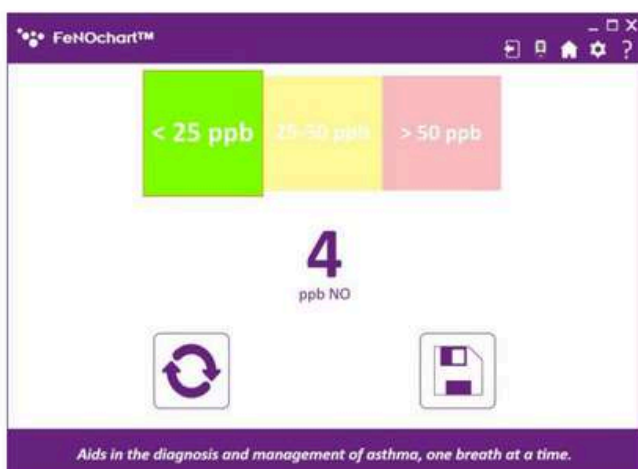 FeNOchart™
< 25 ppb
25-50 ppb
> 50 ppb
4
ppb NO
Aids in the diagnosis and management of asthma, one breath at a time.